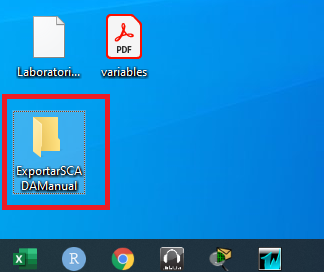 PDF
Laboratori... variables
ExportarSCA
DAManual
X
R